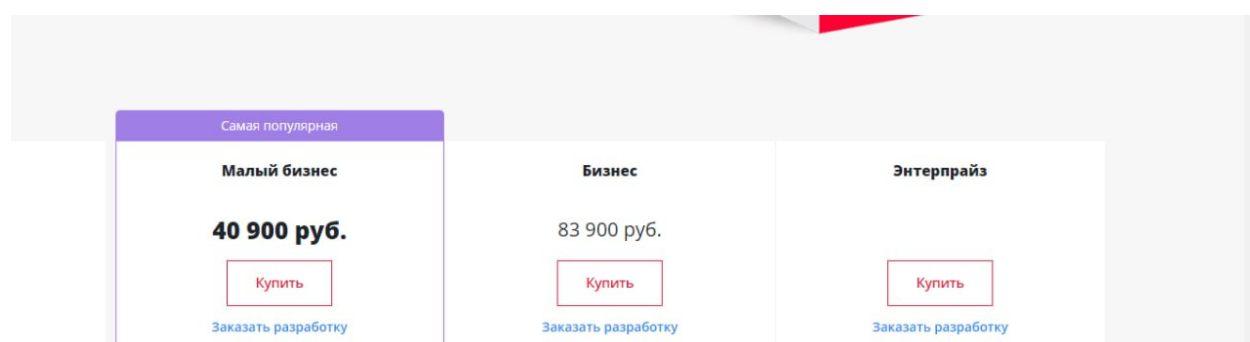 Самая популярная
Малый бизнес
Бизнес
Энтерпрайз
40 900 руб.
83 900 руб.
Купить
Купить
Купить
Заказать разработку
Заказать разработку
Заказать разработку